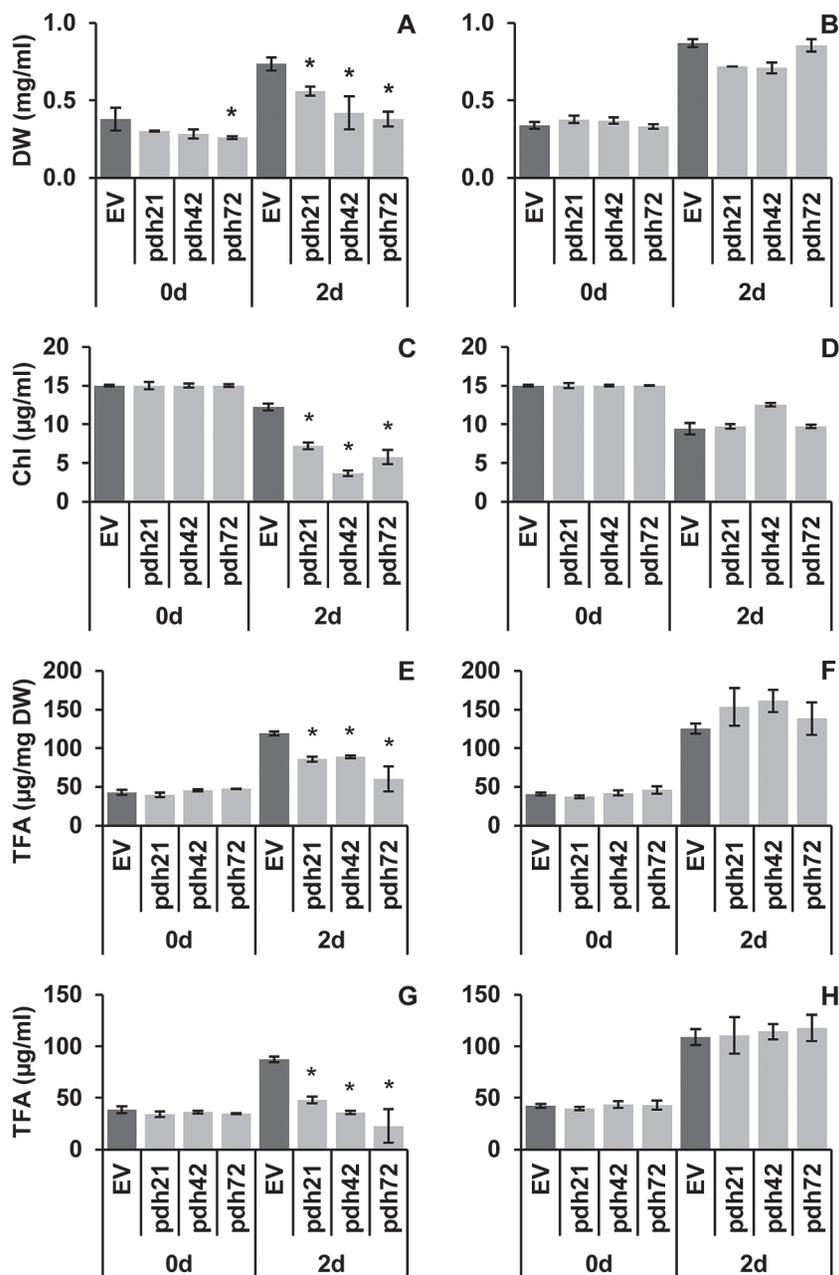 A
DW (mg/ml)
1.0
0.5
0.0
* * * *
EV pdh21 pdh42 pdh72 EV pdh21 pdh42 pdh72
0d 2d
B
1.0
0.5
0.0
EV pdh21 pdh42 pdh72 EV pdh21 pdh42 pdh72
0d 2d
C
Chl (µg/ml)
20
15
10
5
0
* * *
EV pdh21 pdh42 pdh72 EV pdh21 pdh42 pdh72
0d 2d
D
20
15
10
5
0
EV pdh21 pdh42 pdh72 EV pdh21 pdh42 pdh72
0d 2d
E
TFA (µg/mg DW)
200
150
100
50
0
* * *
EV pdh21 pdh42 pdh72 EV pdh21 pdh42 pdh72
0d 2d
F
200
150
100
50
0
EV pdh21 pdh42 pdh72 EV pdh21 pdh42 pdh72
0d 2d
G
TFA (µg/ml)
150
100
50
0
* * *
EV pdh21 pdh42 pdh72 EV pdh21 pdh42 pdh72
0d 2d
H
150
100
50
0
EV pdh21 pdh42 pdh72 EV pdh21 pdh42 pdh72
0d 2d